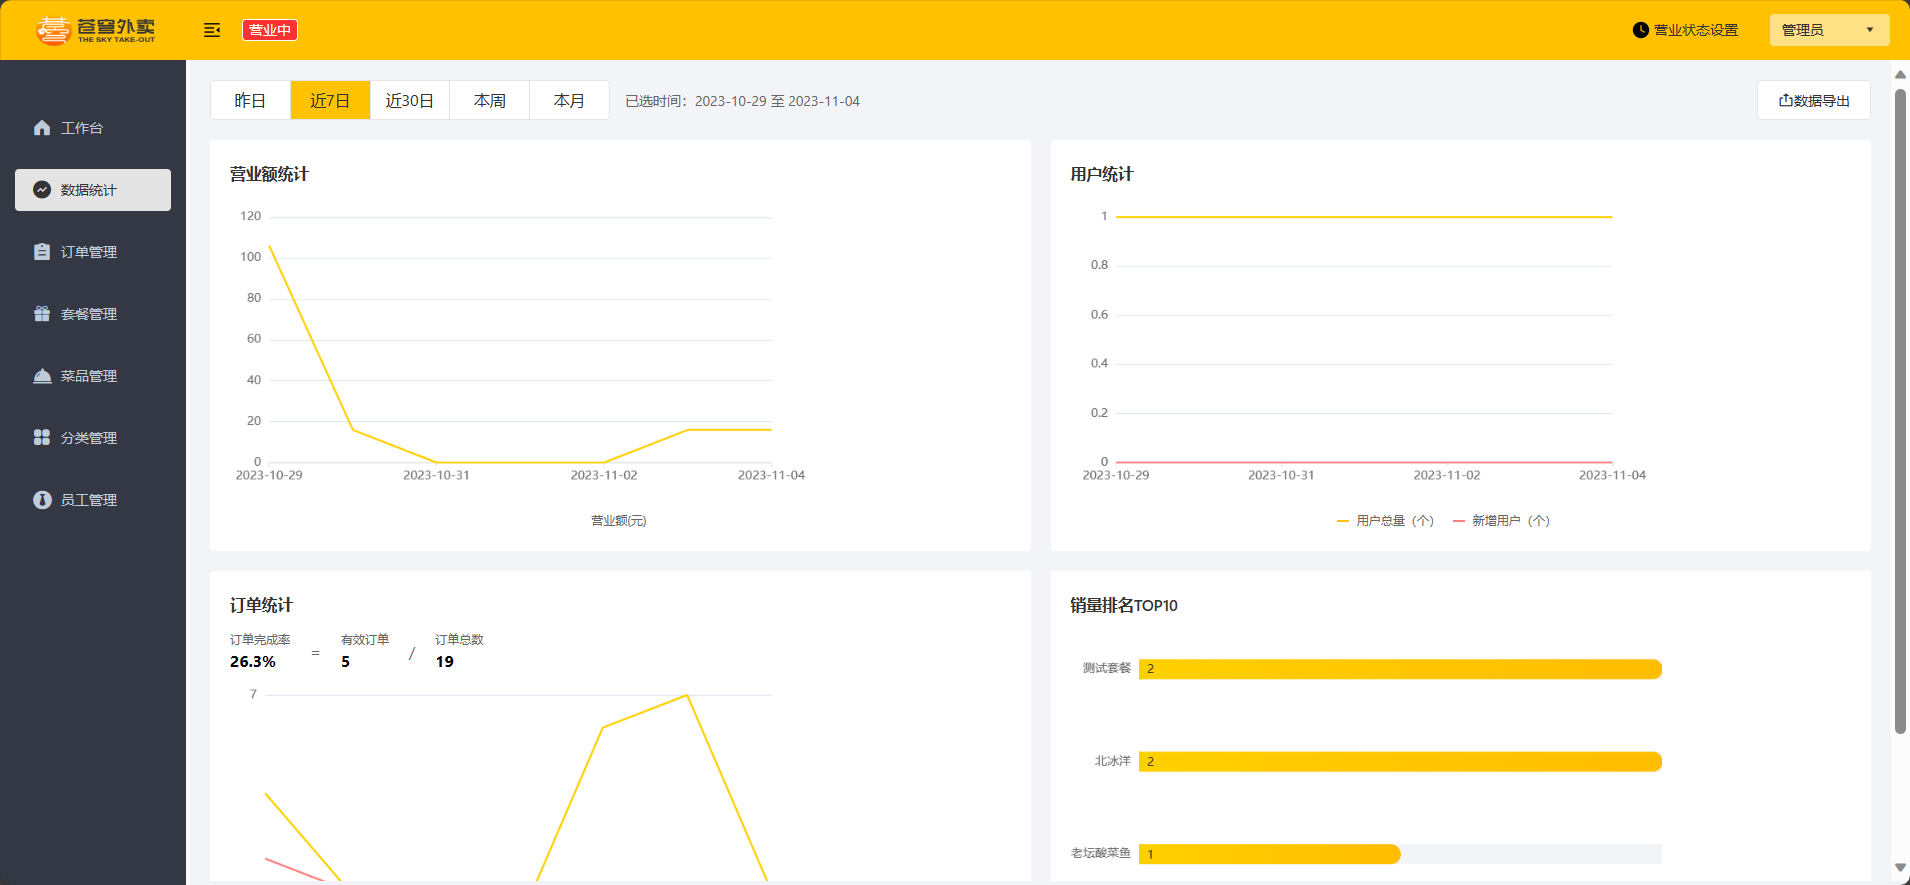 苍穹外卖
THE SKY TAKE-OUT
营业中
营业状态设置
管理员
工作台
数据统计
订单管理
套餐管理
菜品管理
分类管理
员工管理
昨日 近7日 近30日 本周 本月 已选时间：2023-10-29 至 2023-11-04
数据导出
营业额统计
120
100
80
60
40
20
0
2023-10-29 2023-10-31 2023-11-02 2023-11-04
营业额(元)
用户统计
1
0.8
0.6
0.4
0.2
0
2023-10-29 2023-10-31 2023-11-02 2023-11-04
用户总量（个） 新增用户（个）
订单统计
订单完成率 有效订单 订单总数
26.3% = 5 / 19
7
销量排名TOP10
测试套餐 2
北冰洋 2
老坛酸菜鱼 1